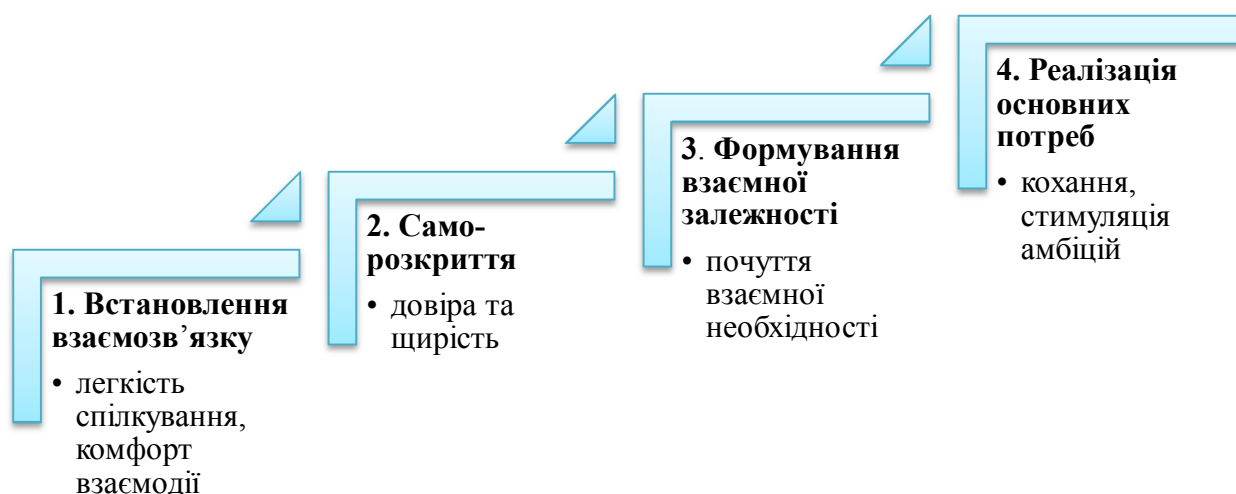 1. Встановлення
взаємозв’язку
• легкість
спілкування,
комфорт
взаємодії
2. Само-
розкриття
• довіра та
щирість
3. Формування
взаємної
залежності
• почуття
взаємної
необхідності
4. Реалізація
основних
потреб
• кохання,
стимуляція
амбіцій